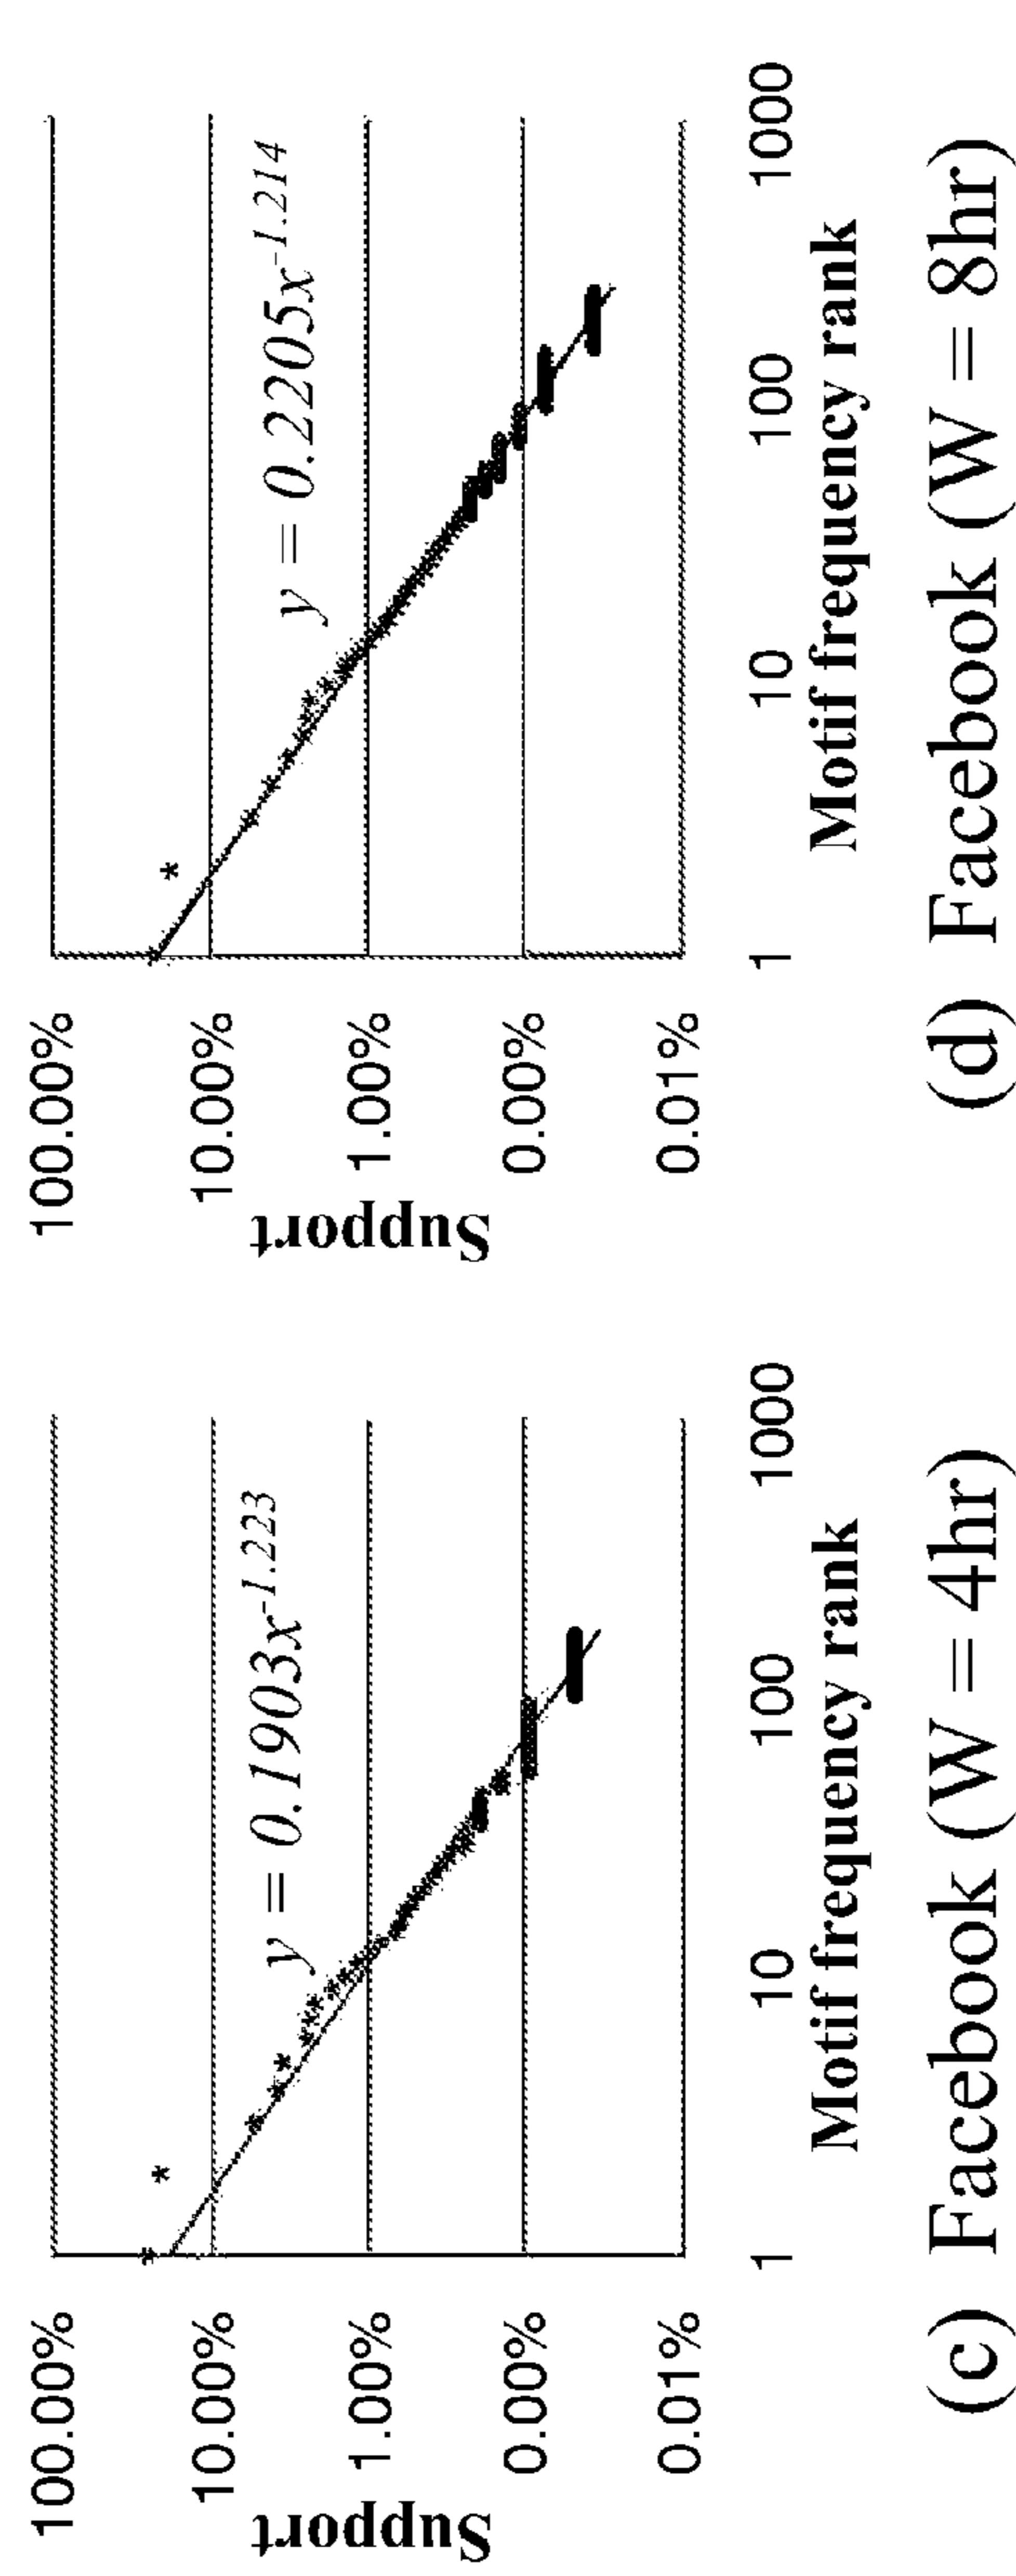 100.00%
10.00%
1.00%
0.00%
0.01%
Support
y = 0.1903x^-1.223
1
10
100
1000
Motif frequency rank
(c) Facebook (W = 4hr)
100.00%
10.00%
1.00%
0.00%
0.01%
Support
y = 0.2205x^-1.214
1
10
100
1000
Motif frequency rank
(d) Facebook (W = 8hr)